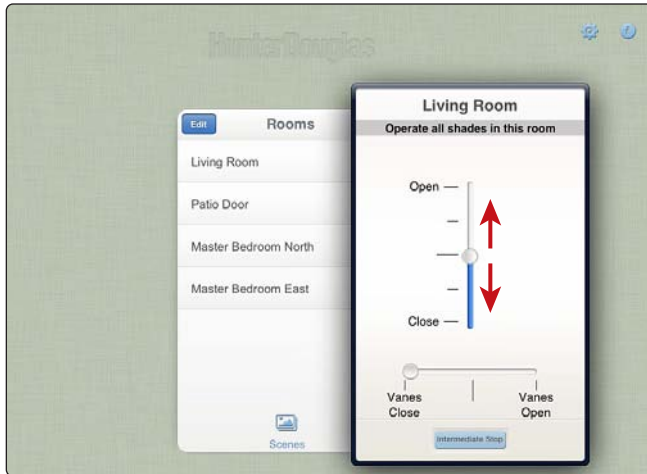 HunterDouglas
Edit
Rooms
Living Room
Patio Door
Master Bedroom North
Master Bedroom East
Scenes
Living Room
Operate all shades in this room
Open
Close
Vanes
Close
Vanes
Open
Intermediate Stop